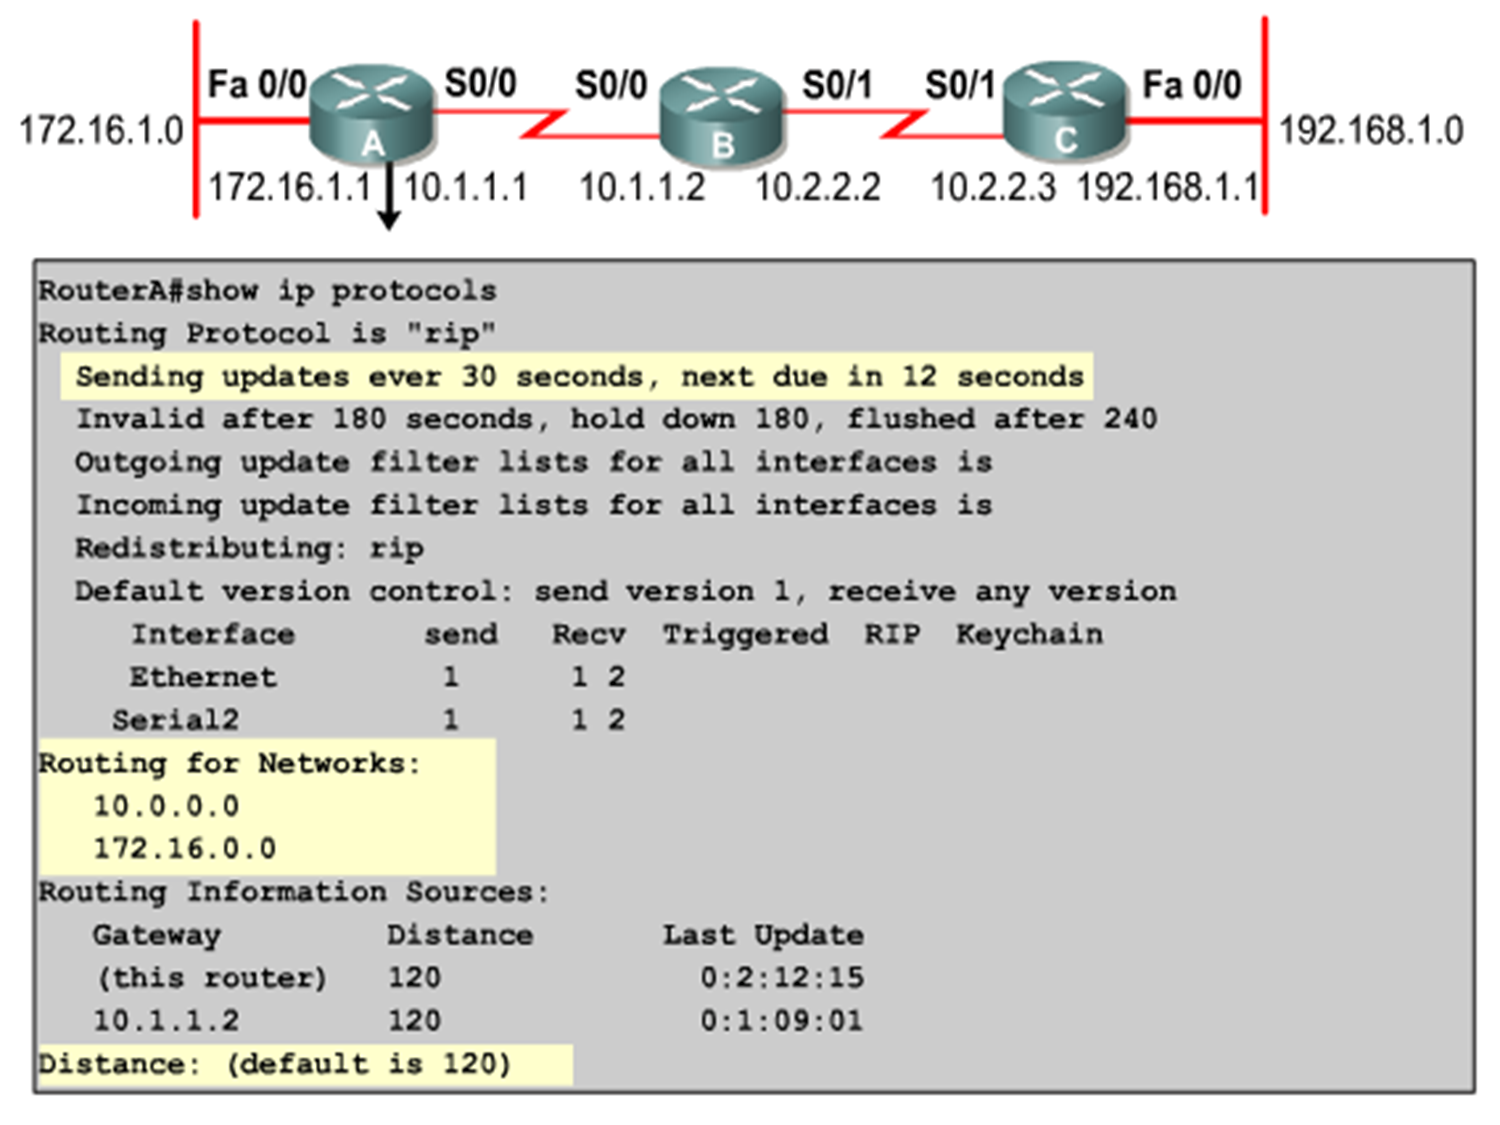 Fa 0/0 S0/0 S0/0 S0/1 S0/1 Fa 0/0
172.16.1.0 A B C 192.168.1.0
172.16.1.1 10.1.1.1 10.1.1.2 10.2.2.2 10.2.2.3 192.168.1.1
RouterA#show ip protocols
Routing Protocol is "rip"
Sending updates ever 30 seconds, next due in 12 seconds
Invalid after 180 seconds, hold down 180, flushed after 240
Outgoing update filter lists for all interfaces is
Incoming update filter lists for all interfaces is
Redistributing: rip
Default version control: send version 1, receive any version
Interface send Recv Triggered RIP Keychain
Ethernet 1 1 2
Serial2 1 1 2
Routing for Networks:
10.0.0.0
172.16.0.0
Routing Information Sources:
Gateway Distance Last Update
(this router) 120 0:2:12:15
10.1.1.2 120 0:1:09:01
Distance: (default is 120)